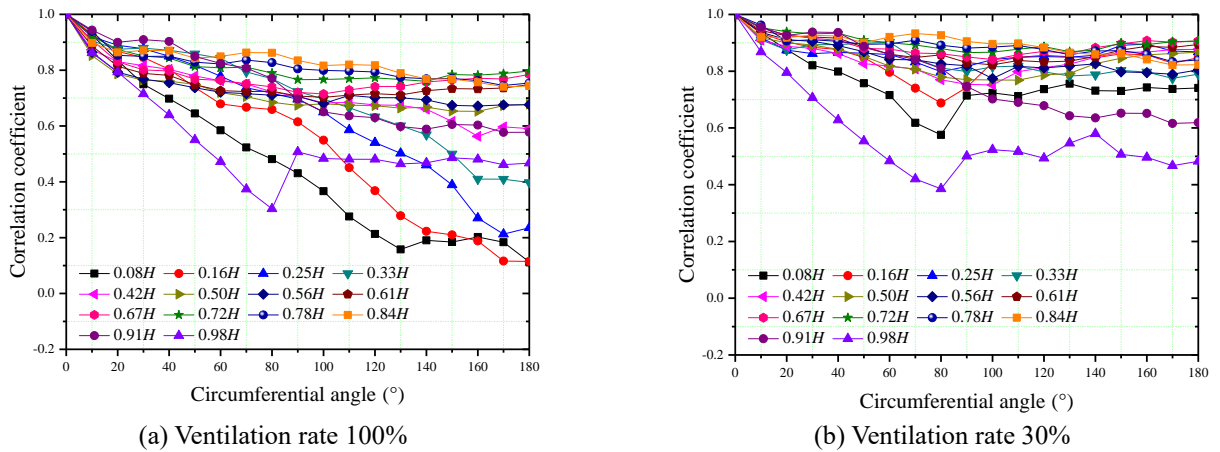 1.0
0.8
0.6
0.4
0.2
0.0
-0.2
Correlation coefficient
0.08H 0.16H 0.25H 0.33H
0.42H 0.50H 0.56H 0.61H
0.67H 0.72H 0.78H 0.84H
0.91H 0.98H
0 20 40 60 80 100 120 140 160 180
Circumferential angle (°)
(a) Ventilation rate 100%
1.0
0.8
0.6
0.4
0.2
0.0
-0.2
Correlation coefficient
0.08H 0.16H 0.25H 0.33H
0.42H 0.50H 0.56H 0.61H
0.67H 0.72H 0.78H 0.84H
0.91H 0.98H
0 20 40 60 80 100 120 140 160 180
Circumferential angle (°)
(b) Ventilation rate 30%